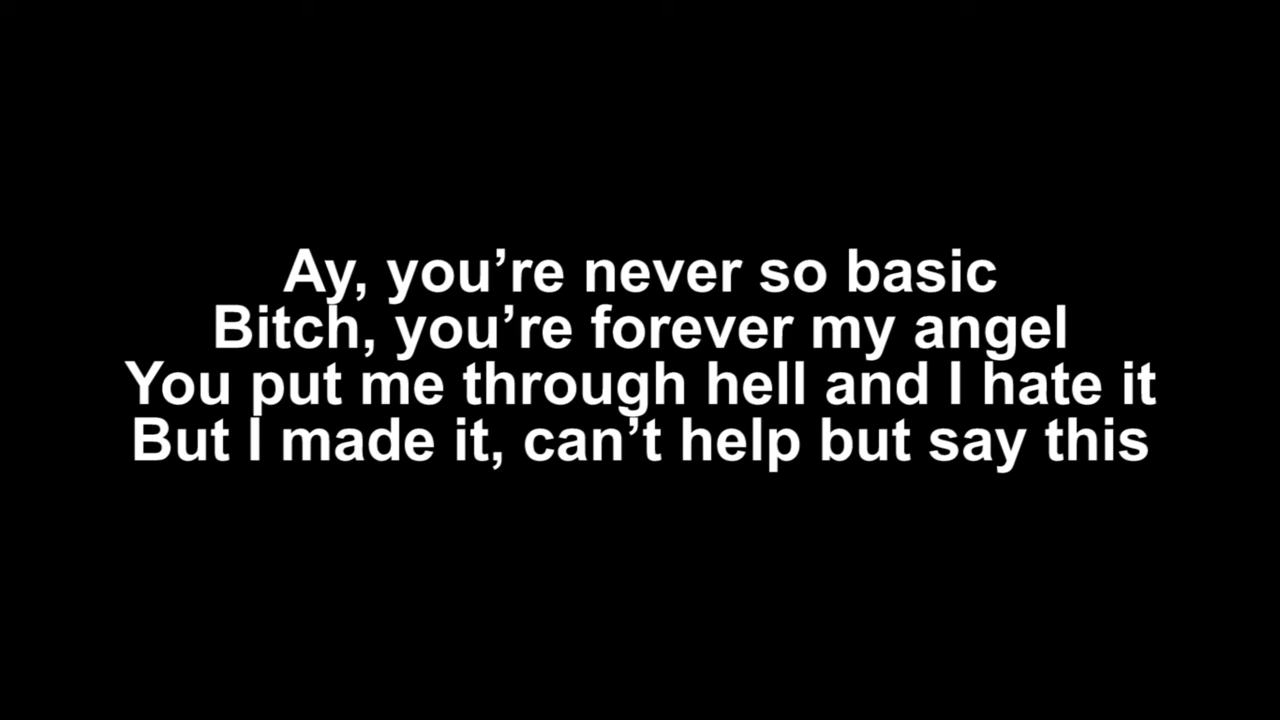 Ay, you’re never so basic
Bitch, you’re forever my angel
You put me through hell and I hate it
But I made it, can’t help but say this